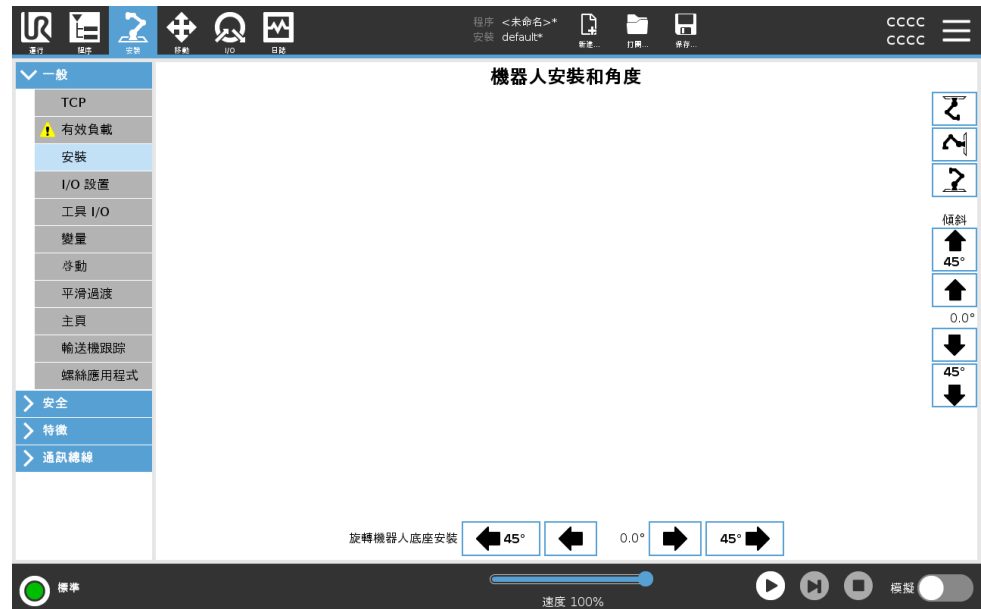 運行
程序
安裝
移動
I/O
日誌
程序 <未命名>*
安裝 default*
新建...
打開...
保存...
CCCC
CCCC
一般
TCP
有效負載
安裝
I/O 設置
工具 I/O
變量
啓動
平滑過渡
主頁
輸送機跟踪
螺絲應用程式
安全
特徵
通訊總線
機器人安裝和角度
傾斜
45°
0.0°
45°
旋轉機器人底座安裝
45°
0.0°
45°
標準
速度 100%
模擬